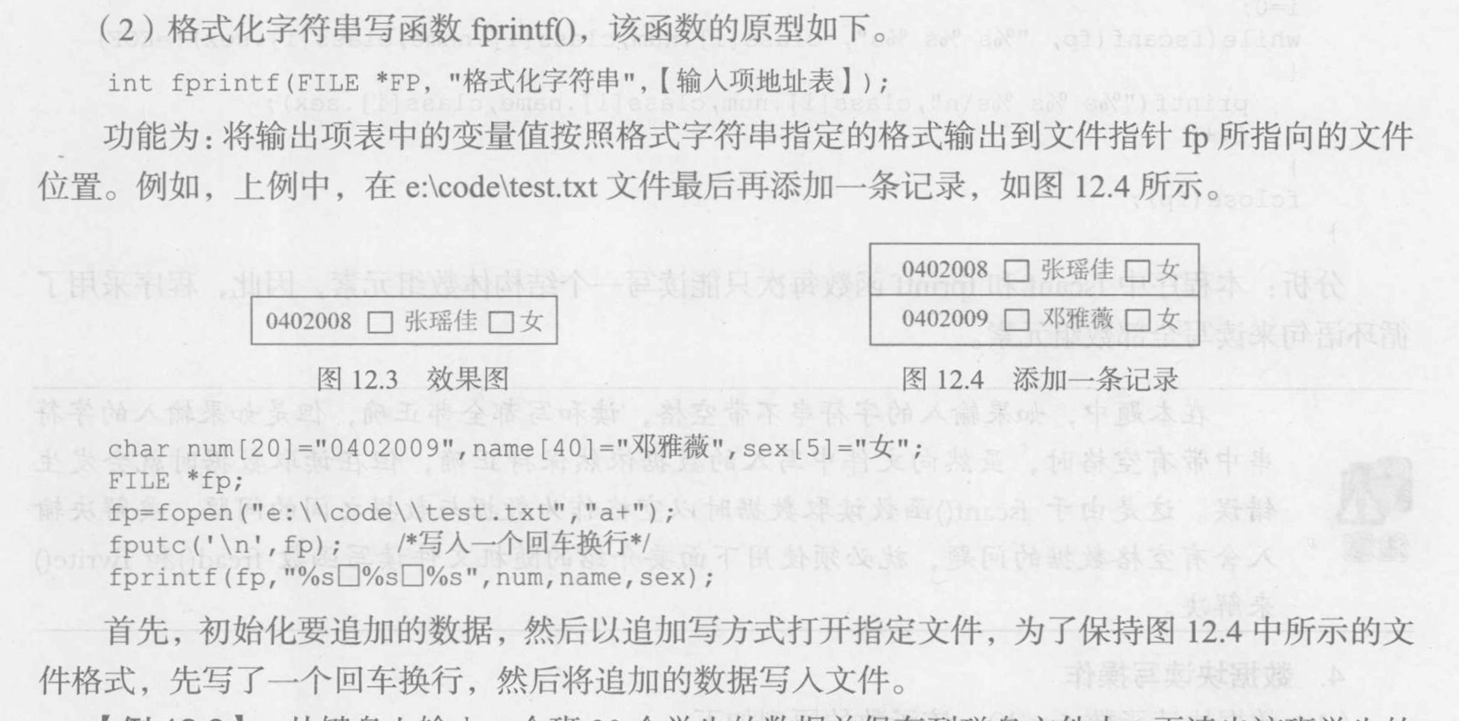 （2）格式化字符串写函数 fprintf()，该函数的原型如下。
int fprintf(FILE *FP, "格式化字符串",【输入项地址表】);
功能为：将输出项表中的变量值按照格式字符串指定的格式输出到文件指针 fp 所指向的文件
位置。例如，上例中，在 e:\code\test.txt 文件最后再添加一条记录，如图 12.4 所示。
0402008 □ 张瑶佳 □女
图 12.3 效果图
0402008 □ 张瑶佳 □女
0402009 □ 邓雅薇 □女
图 12.4 添加一条记录
char num[20]="0402009",name[40]="邓雅薇",sex[5]="女";
FILE *fp;
fp=fopen("e:\\code\\test.txt","a+");
fputc('\n',fp); /*写入一个回车换行*/
fprintf(fp,"%s□%s□%s",num,name,sex);
首先，初始化要追加的数据，然后以追加写方式打开指定文件，为了保持图 12.4 中所示的文
件格式，先写了一个回车换行，然后将追加的数据写入文件。